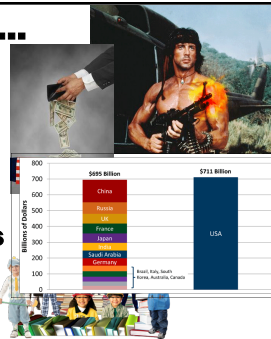 $695 Billion
$711 Billion
Billions of Dollars
800
700
600
500
400
300
200
100
0
China
Russia
UK
France
Japan
India
Saudi Arabia
Germany
Brazil, Italy, South
Korea, Australia, Canada
USA
s